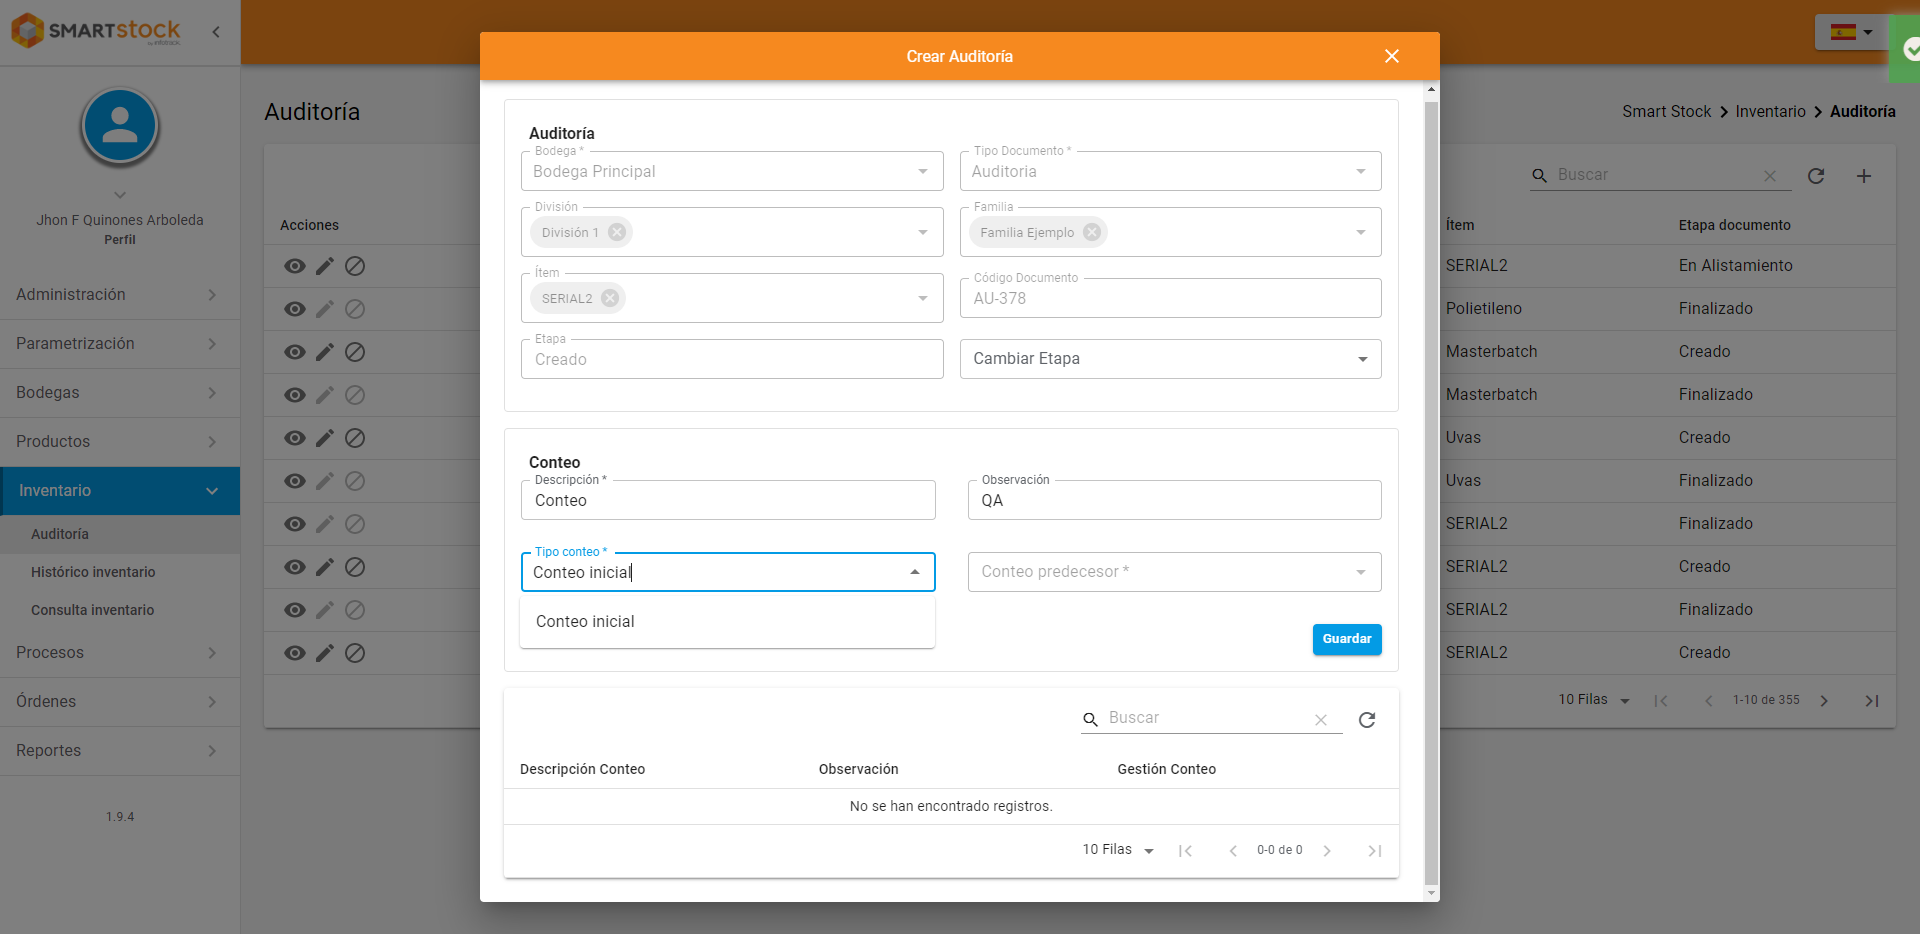 SMARTSTOCK
Jhon F Quinones Arboleda
Perfil
Administración
Parametrización
Bodegas
Productos
Inventario
Auditoría
Histórico inventario
Consulta inventario
Procesos
Órdenes
Reportes
1.9.4
Auditoría
Smart Stock
Inventario
Auditoría
Buscar
Acciones
Ítem
Etapa documento
SERIAL2
En Alistamiento
Polietileno
Finalizado
Masterbatch
Creado
Masterbatch
Finalizado
Uvas
Creado
Uvas
Finalizado
SERIAL2
Finalizado
SERIAL2
Creado
SERIAL2
Finalizado
SERIAL2
Creado
10 Filas
1-10 de 355
Crear Auditoría
Auditoría
Bodega *
Bodega Principal
Tipo Documento *
Auditoria
División
División 1
Familia
Familia Ejemplo
Ítem
SERIAL2
Código Documento
AU-378
Etapa
Creado
Cambiar Etapa
Conteo
Descripción *
Conteo
Observación
QA
Tipo conteo *
Conteo inicial
Conteo predecesor *
Conteo inicial
Guardar
Buscar
Descripción Conteo
Observación
Gestión Conteo
No se han encontrado registros.
10 Filas
0-0 de 0